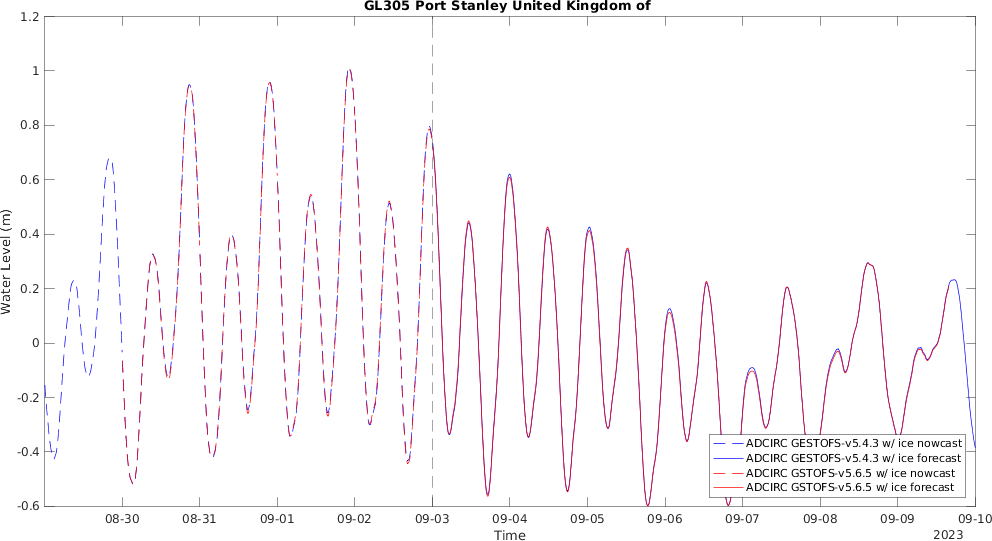 GL305 Port Stanley United Kingdom of
1.2
1
0.8
0.6
0.4
0.2
0
-0.2
-0.4
-0.6
Water Level (m)
08-30 08-31 09-01 09-02 09-03 09-04 09-05 09-06 09-07 09-08 09-09 09-10
Time
2023
ADCIRC GESTOFS-v5.4.3 w/ ice nowcast
ADCIRC GESTOFS-v5.4.3 w/ ice forecast
ADCIRC GSTOFS-v5.6.5 w/ ice nowcast
ADCIRC GSTOFS-v5.6.5 w/ ice forecast